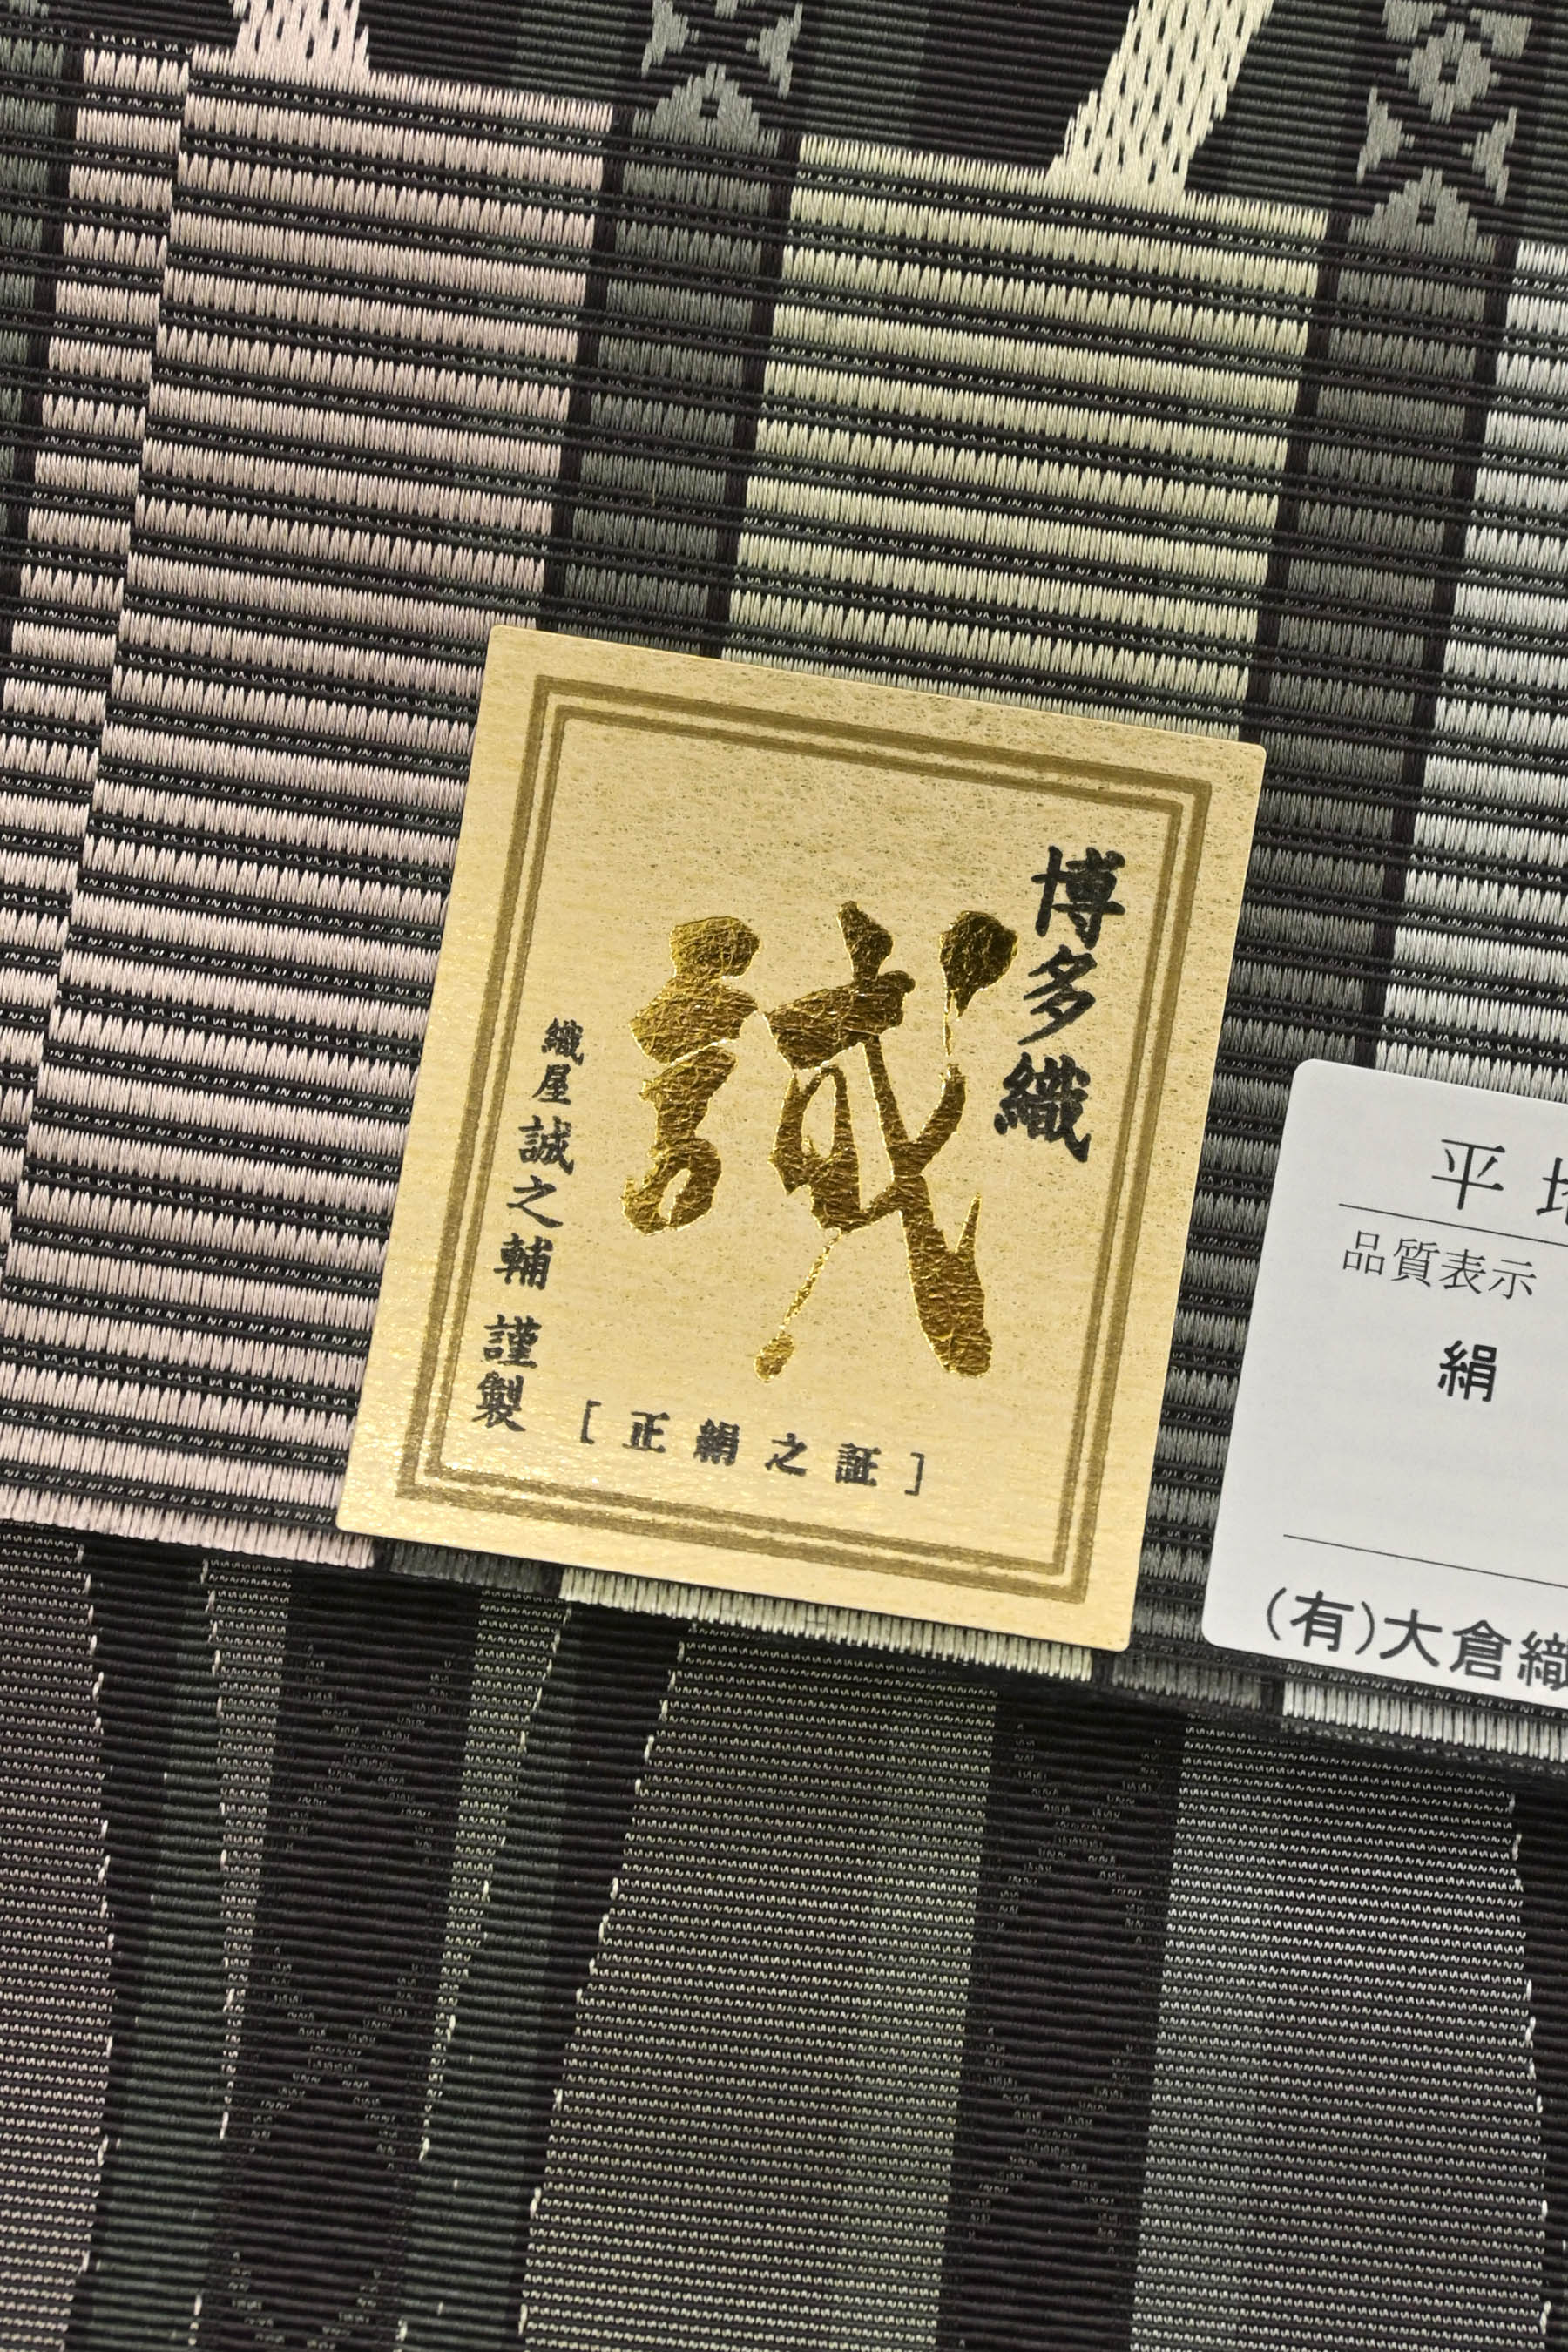 博多織
誠
織屋 誠之輔 謹製
[正絹之証]
平
品質表示
絹
(有)大倉織